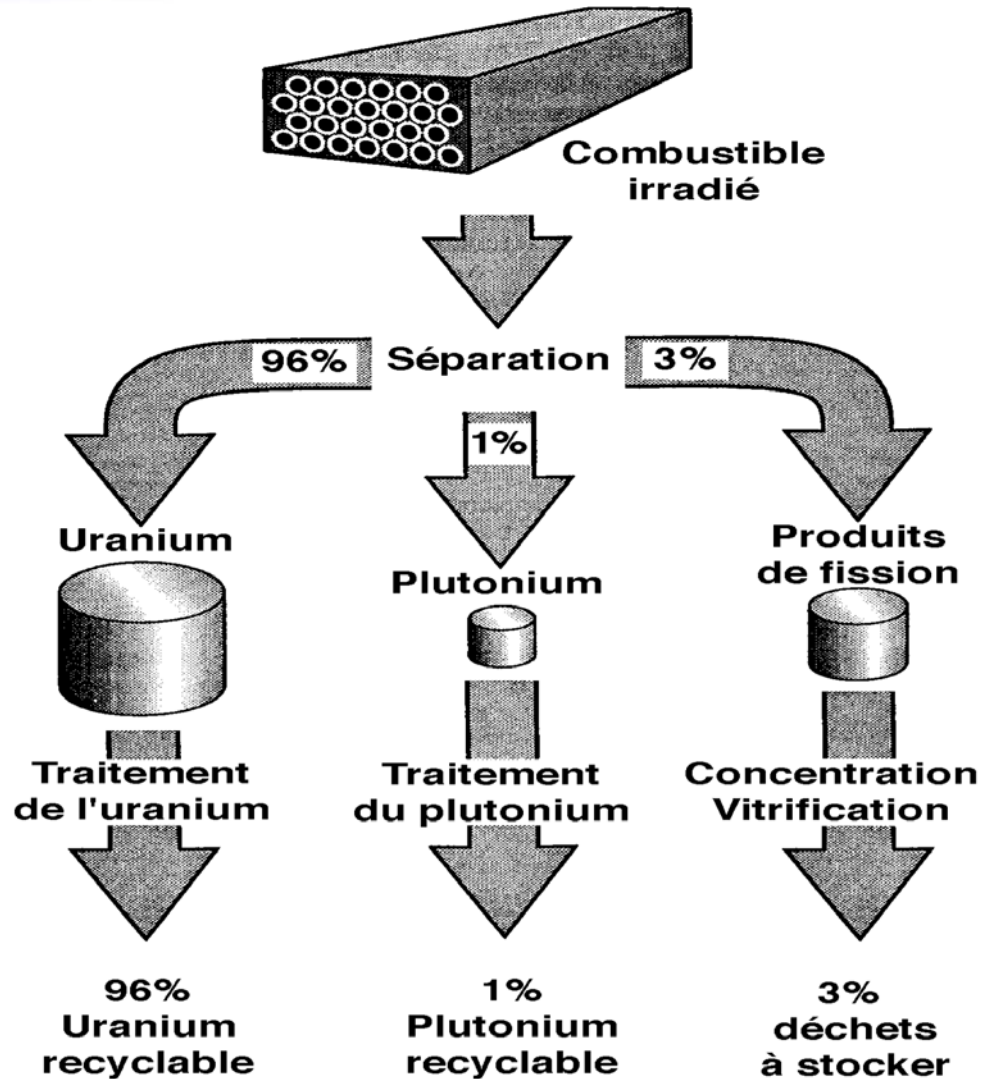 Combustible
irradié
96%
Séparation
3%
1%
Uranium
Plutonium
Produits
de fission
Traitement
de l'uranium
Traitement
du plutonium
Concentration
Vitrification
96%
Uranium
recyclable
1%
Plutonium
recyclable
3%
déchets
à stocker